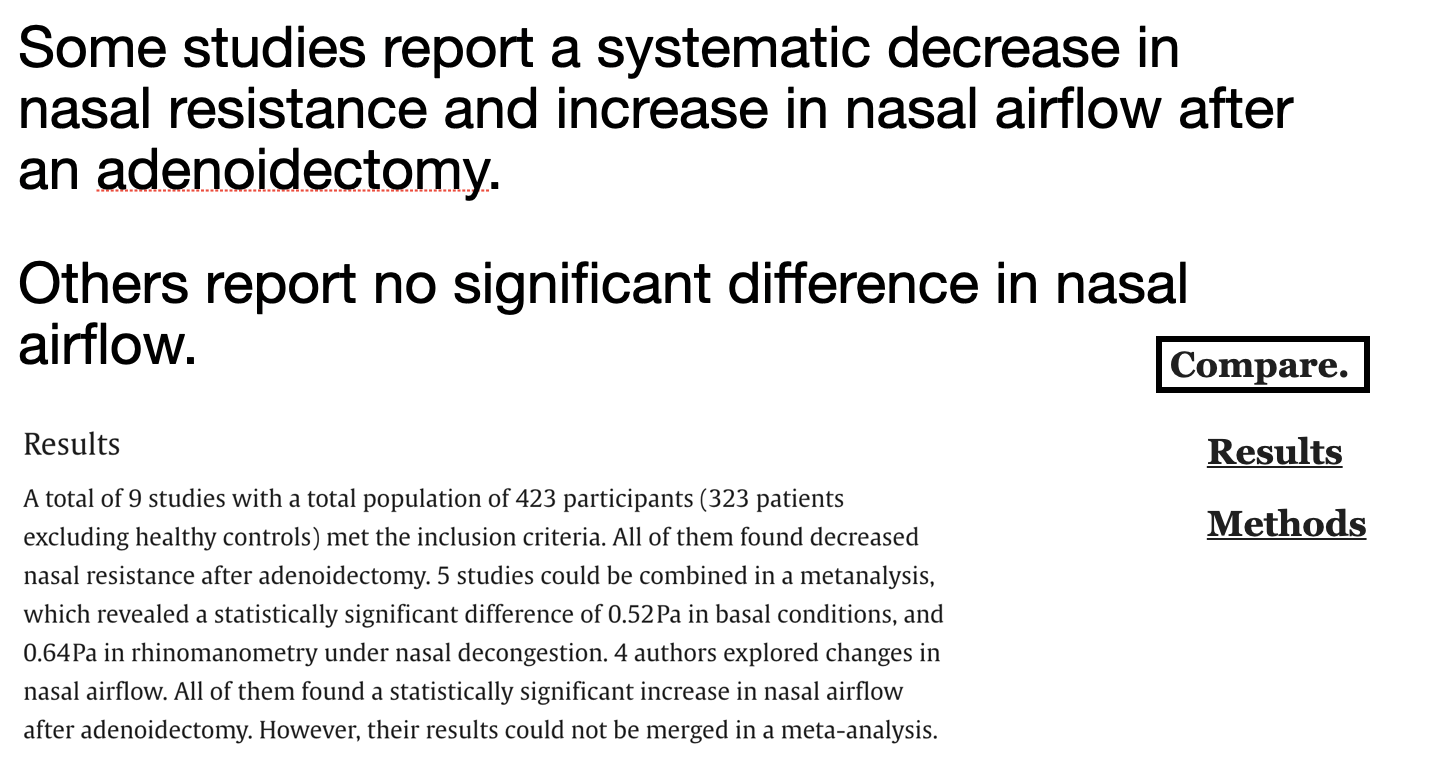 Some studies report a systematic decrease in
nasal resistance and increase in nasal airflow after
an adenoidectomy.
Others report no significant difference in nasal
airflow.
Compare.
Results
Methods
Results
A total of 9 studies with a total population of 423 participants (323 patients
excluding healthy controls) met the inclusion criteria. All of them found decreased
nasal resistance after adenoidectomy. 5 studies could be combined in a metanalysis,
which revealed a statistically significant difference of 0.52Pa in basal conditions, and
0.64Pa in rhinomanometry under nasal decongestion. 4 authors explored changes in
nasal airflow. All of them found a statistically significant increase in nasal airflow
after adenoidectomy. However, their results could not be merged in a meta-analysis.